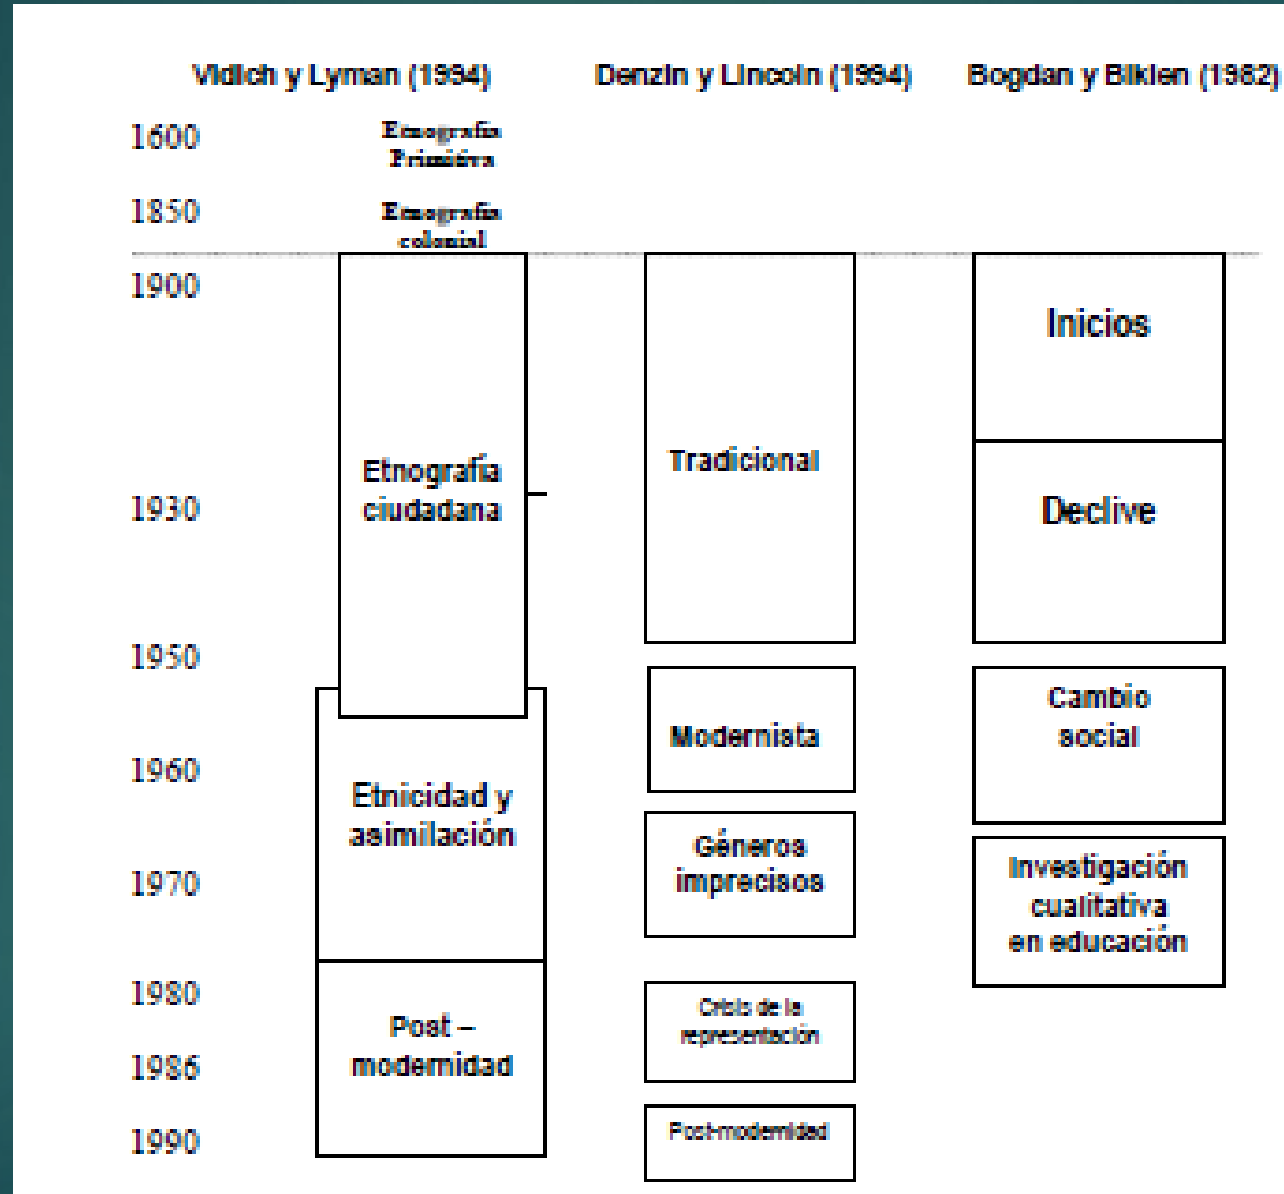 Vidich y Lyman (1994) Denzin y Lincoln (1994) Bogdan y Biklen (1982)
1600
Etnografía
Primitiva
1850
Etnografía
colonial
1900
Inicios
Etnografía
ciudadana
Tradicional
1930
Declive
1950
Cambio
social
Modernista
1960
Etnicidad y
asimilación
Géneros
imprecisos
1970
Investigación
cualitativa
en educación
1980
Post –
modernidad
Crisis de la
representación
1986
1990
Post-modernidad